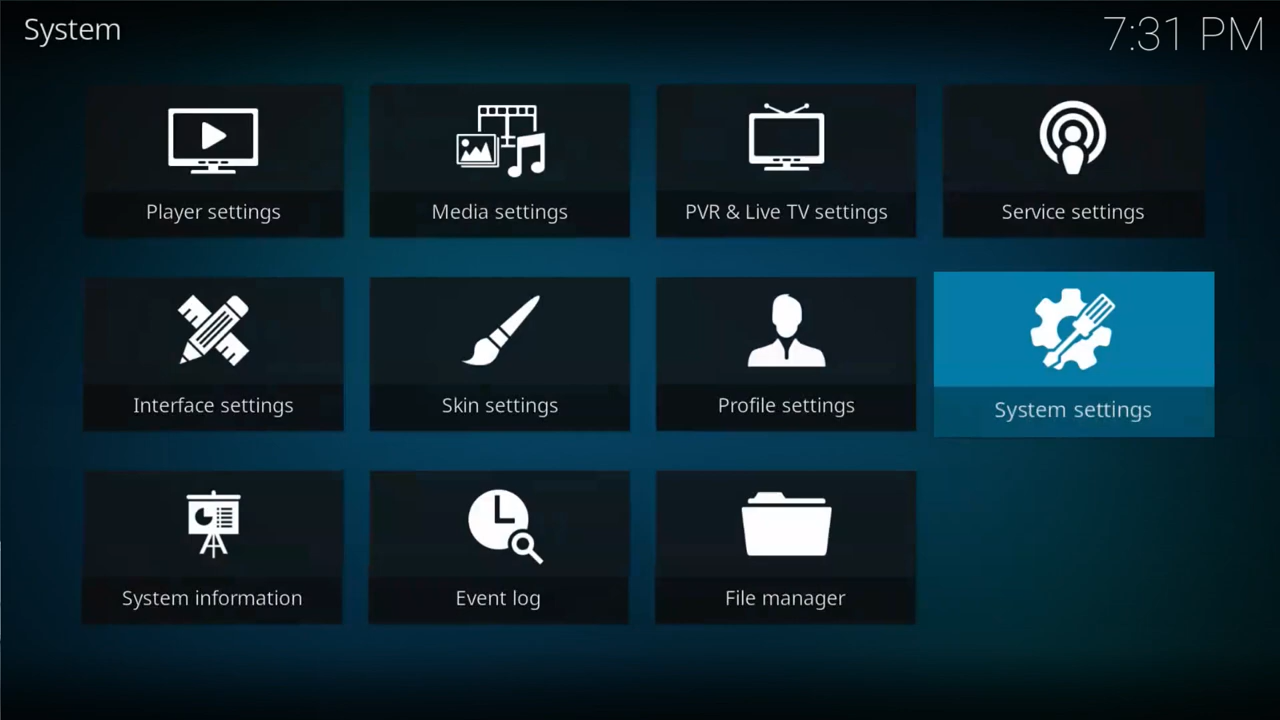 System
7:31 PM
Player settings
Media settings
PVR & Live TV settings
Service settings
Interface settings
Skin settings
Profile settings
System settings
System information
Event log
File manager